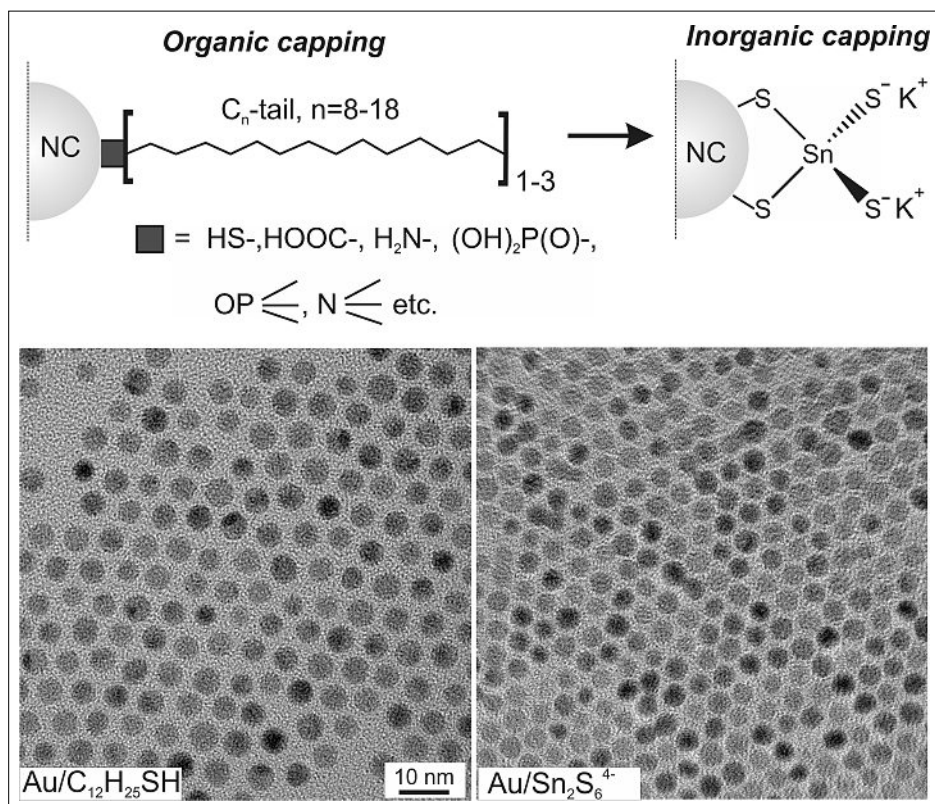 Organic capping
Inorganic capping
Cₙ-tail, n=8-18
NC
1-3
■ = HS-,HOOC-, H₂N-, (OH)₂P(O)-,
OP , N etc.
NC
S
S
Sn
S⁻ K⁺
S⁻ K⁺
Au/C₁₂H₂₅SH
10 nm
Au/Sn₂S₆⁴⁻